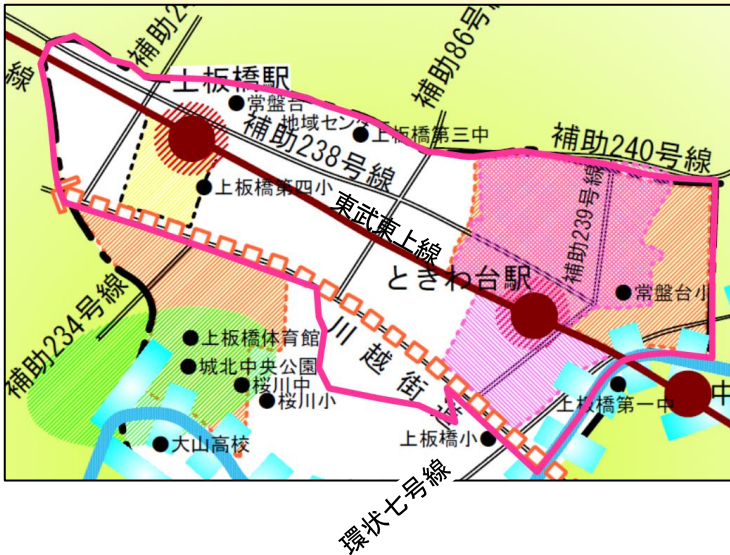 補助24
補助86号線
線
上板橋駅
常盤台
地域センター
上板橋第三中
補助240号線
補助238号線
補助239号線
上板橋第四小
東武東上線
ときわ台駅
常盤台小
補助234号線
川越街道
上板橋体育館
城北中央公園
桜川中
桜川小
上板橋第一中
中
上板橋小
大山高校
環状七号線